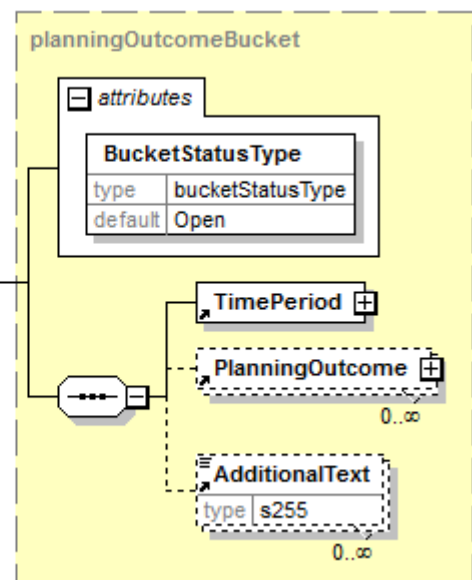 planningOutcomeBucket
attributes
BucketStatusType
type bucketStatusType
default Open
TimePeriod
PlanningOutcome
0..∞
AdditionalText
type s255
0..∞